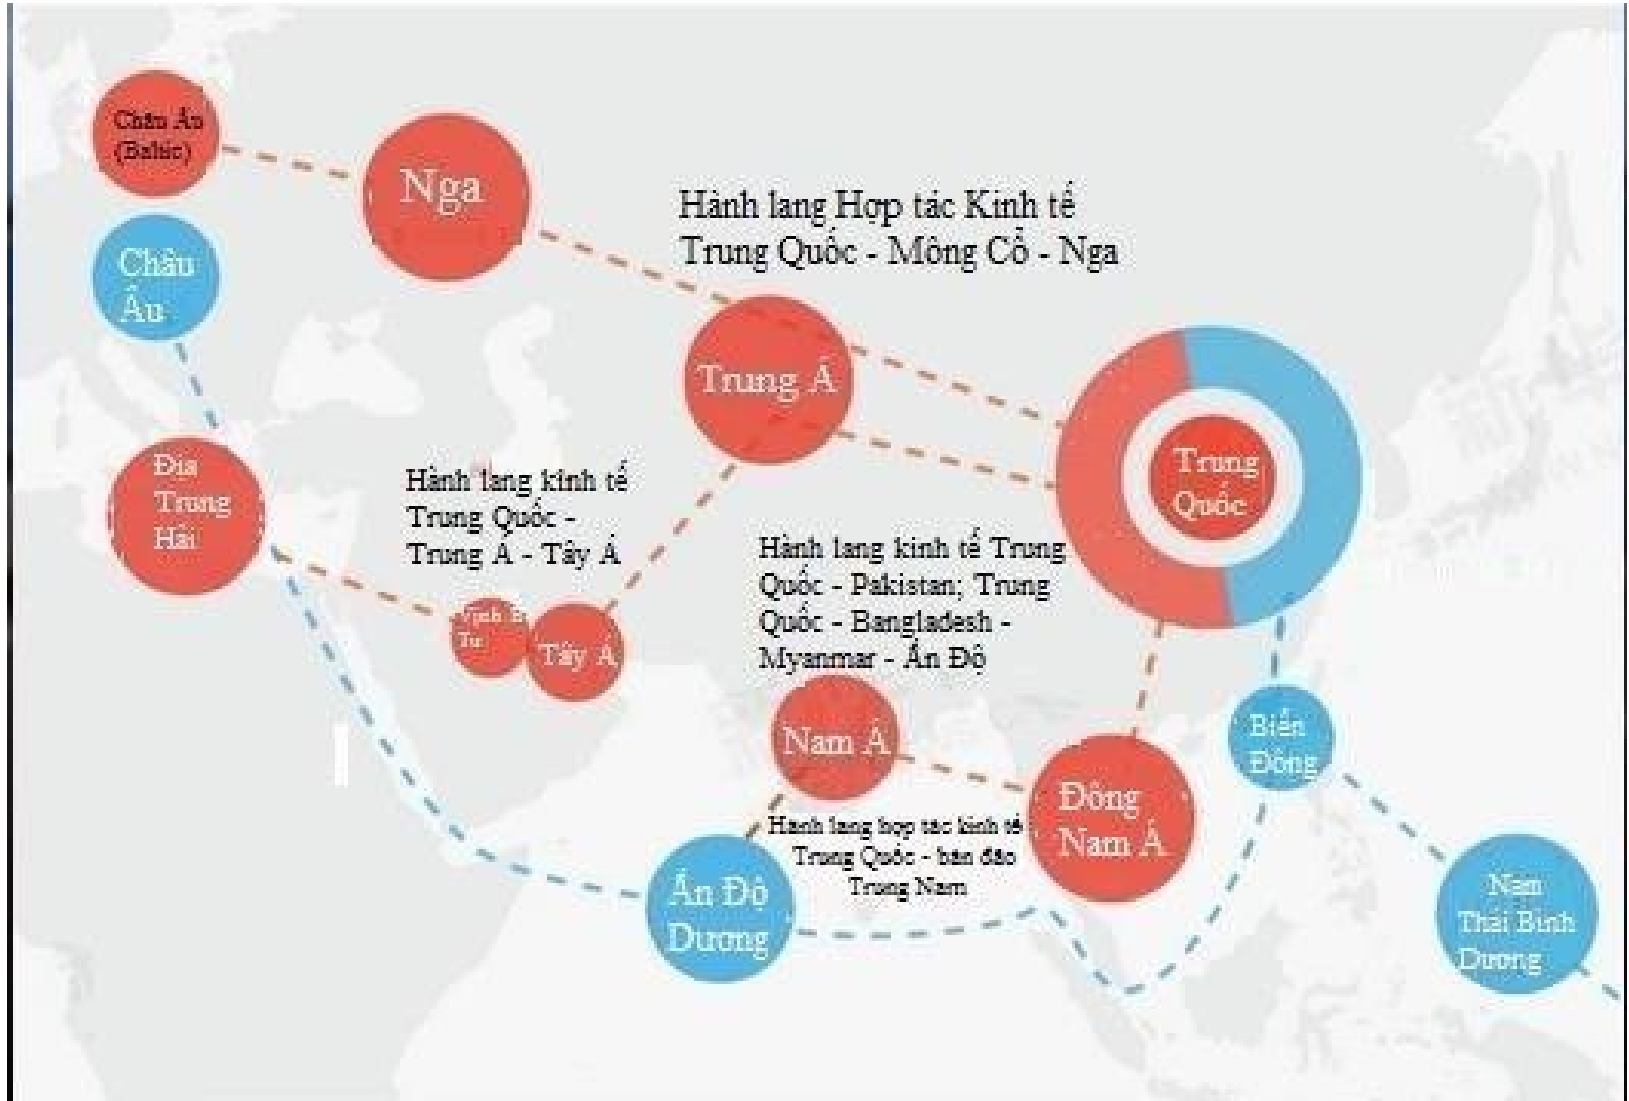 Châu Âu
(Baltic)
Nga
Hành lang Hợp tác Kinh tế
Trung Quốc - Mông Cổ - Nga
Châu
Âu
Trung Á
Trung
Quốc
Địa
Trung
Hải
Hành lang kinh tế
Trung Quốc -
Trung Á - Tây Á
Hành lang kinh tế Trung
Quốc - Pakistan; Trung
Quốc - Bangladesh -
Myanmar - Ấn Độ
Vịnh
Tư
Tây Á
Nam Á
Biển
Đông
Đông
Nam Á
Hành lang hợp tác kinh tế
Trung Quốc - bán đảo
Trung Nam
Ấn Độ
Dương
Nam
Thái Bình
Dương